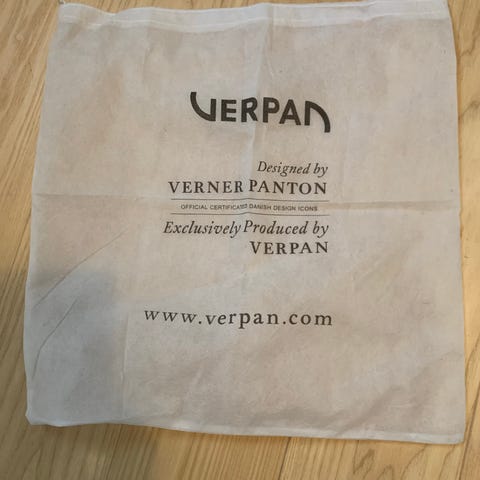 VERPAN
Designed by
VERNER PANTON
OFFICIAL CERTIFICATED DANISH DESIGN ICONS
Exclusively Produced by
VERPAN
www.verpan.com